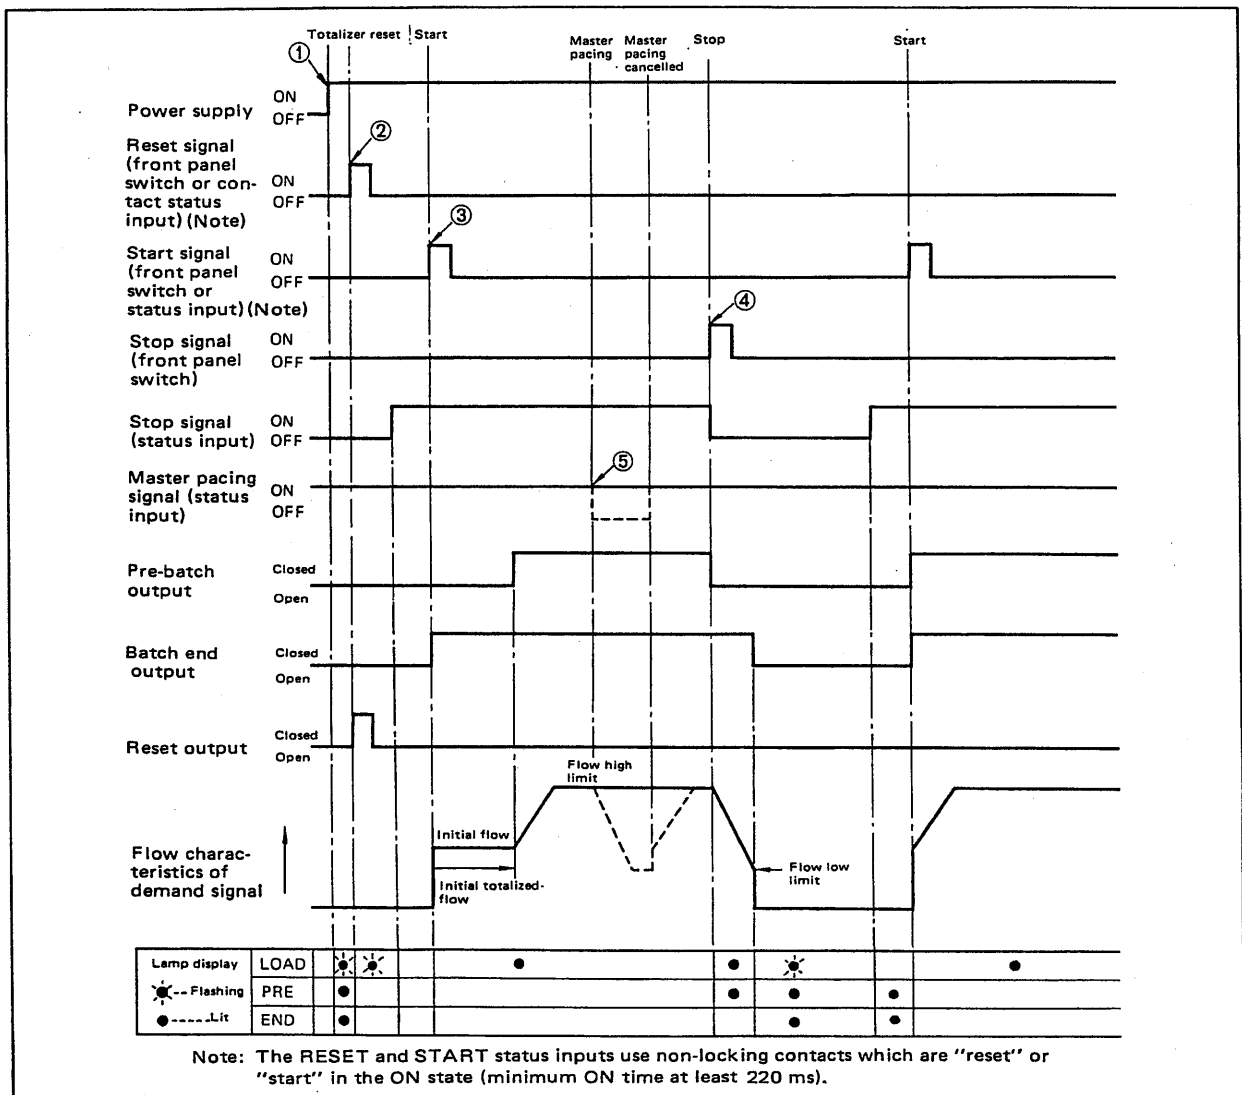 Totalizer reset Start Master pacing Master pacing cancelled Stop Start
①
Power supply ON
OFF
②
Reset signal
(front panel
switch or con-
tact status
input) (Note)
ON
OFF
③
Start signal
(front panel
switch or
status input) (Note)
ON
OFF
④
Stop signal
(front panel
switch)
ON
OFF
Stop signal
(status input)
ON
OFF
⑤
Master pacing
signal (status
input)
ON
OFF
Pre-batch
output
Closed
Open
Batch end
output
Closed
Open
Reset output
Closed
Open
Flow high
limit
Initial flow
Initial totalized-
flow
Flow charac-
teristics of
demand signal
Flow low
limit
Lamp display LOAD
--Flashing PRE
-----Lit END
Note: The RESET and START status inputs use non-locking contacts which are "reset" or
"start" in the ON state (minimum ON time at least 220 ms).